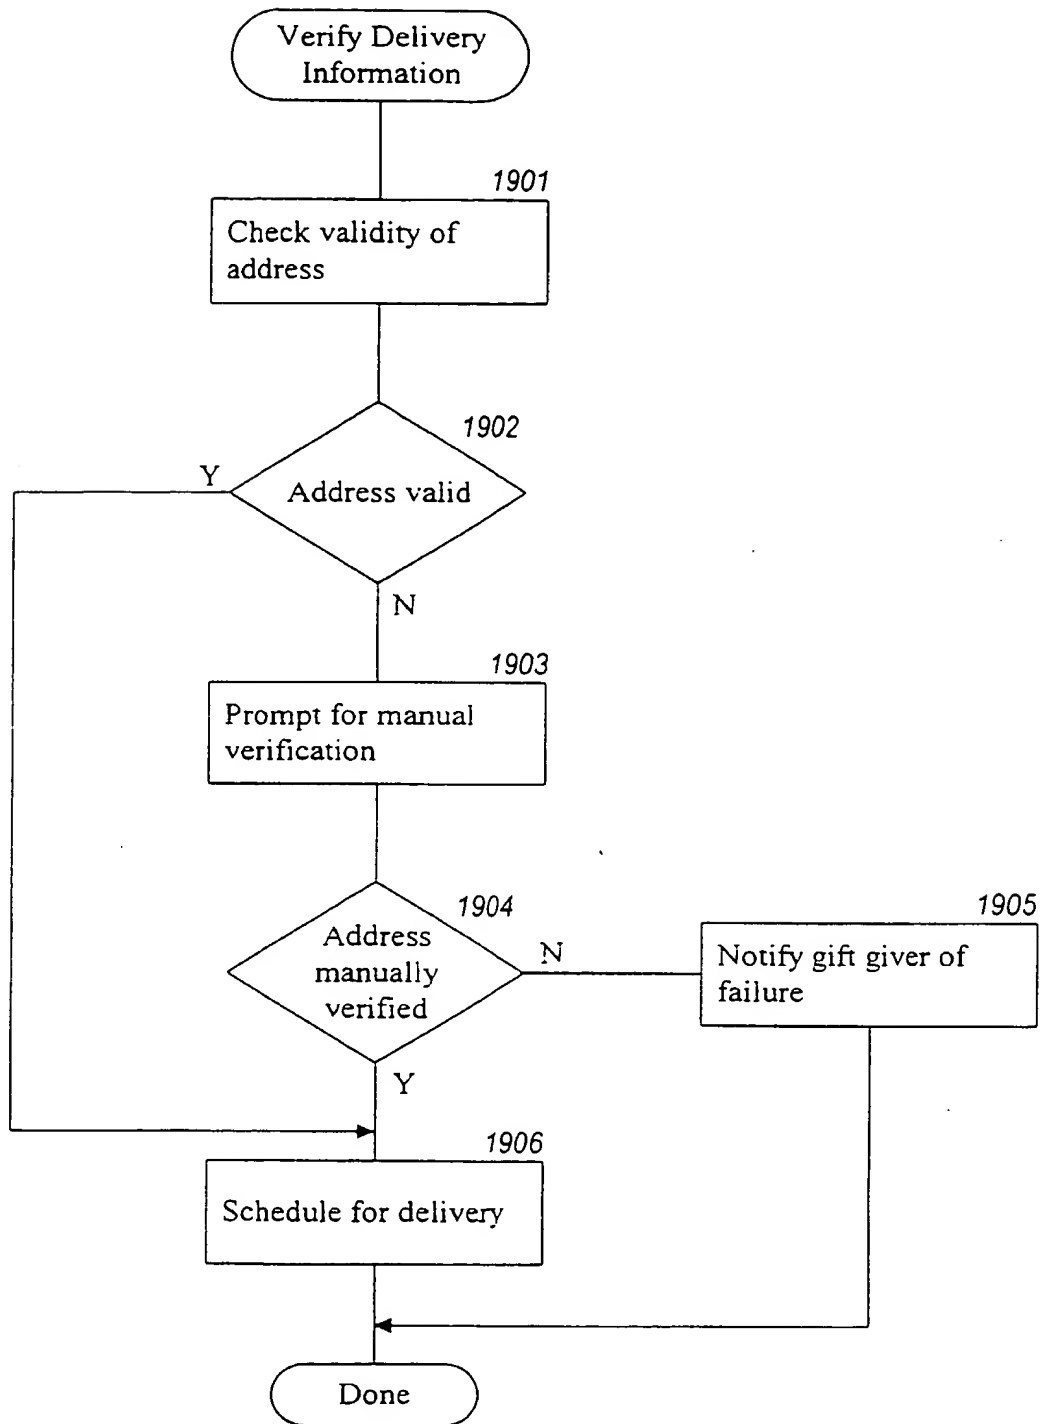 Verify Delivery
Information
1901
Check validity of
address
1902
Y
Address valid
N
1903
Prompt for manual
verification
1904
Address
manually
verified
N
1905
Notify gift giver of
failure
Y
1906
Schedule for delivery
Done